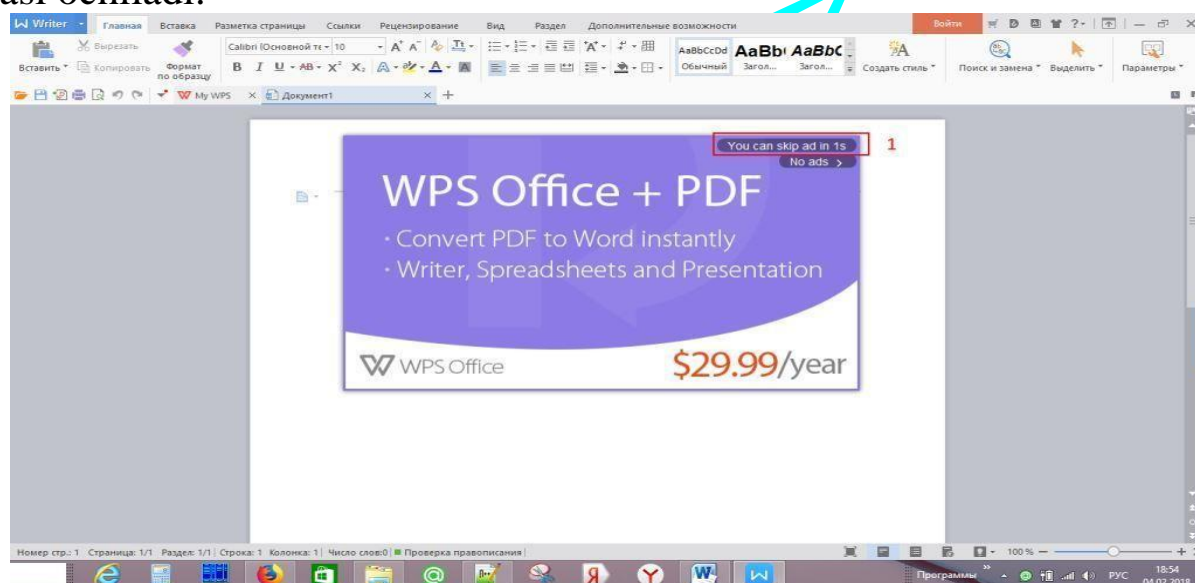 W Writer Главная Вставка Разметка страницы Ссылки Рецензирование Вид Раздел Дополнительные возможности Войти
Вырезать Calibri (Основной те 10 AaBbCcDd AaBb AaBbC
Вставить Копировать Формат по образцу Обычный Загол... Загол... Создать стиль Поиск и замена Выделить Параметры
My WPS × Документ1 × +
You can skip ad in 1s 1
No ads >
WPS Office + PDF
· Convert PDF to Word instantly
· Writer, Spreadsheets and Presentation
WPS Office $29.99/year
Номер стр.: 1 Страница: 1/1 Раздел: 1/1 Строка: 1 Колонка: 1 Число слов:0 Проверка правописания 100 %
Программы РУС 18:54